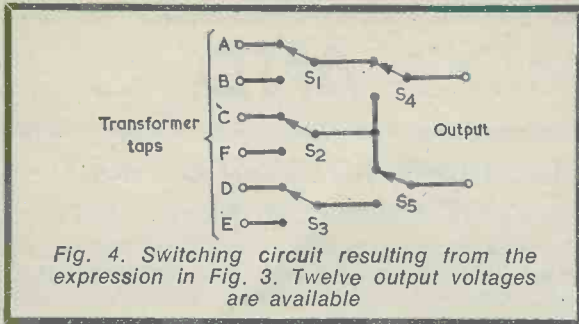 A
B
S1
S4
Transformer
taps
C
F
S2
Output
D
E
S3
S5
Fig. 4. Switching circuit resulting from the
expression in Fig. 3. Twelve output voltages
are available